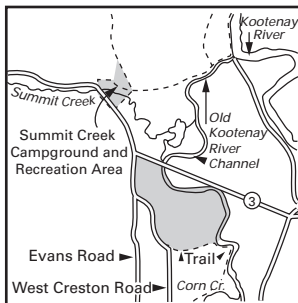 Kootenay
River
Summit Creek
Summit Creek
Campground and
Recreation Area
Old
Kootenay
River
Channel
3
Trail
Evans Road
West Creston Road
Corn Cr.